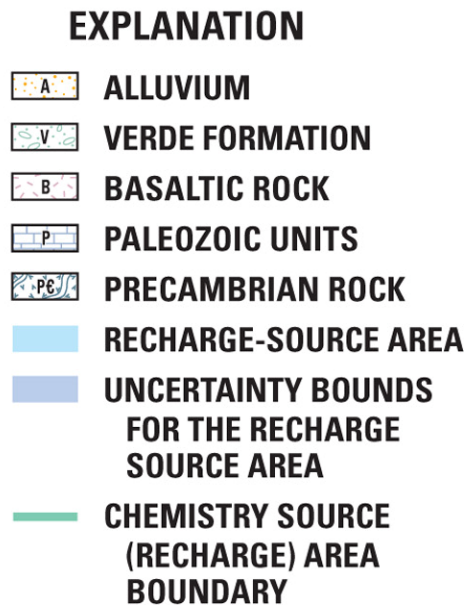 EXPLANATION
A ALLUVIUM
V VERDE FORMATION
B BASALTIC ROCK
P PALEOZOIC UNITS
P€ PRECAMBRIAN ROCK
RECHARGE-SOURCE AREA
UNCERTAINTY BOUNDS
FOR THE RECHARGE
SOURCE AREA
CHEMISTRY SOURCE
(RECHARGE) AREA
BOUNDARY